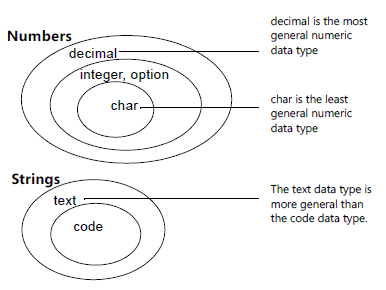 Numbers
decimal
integer, option
char
decimal is the most
general numeric
data type
char is the least
general numeric
data type
Strings
text
code
The text data type is
more general than
the code data type.